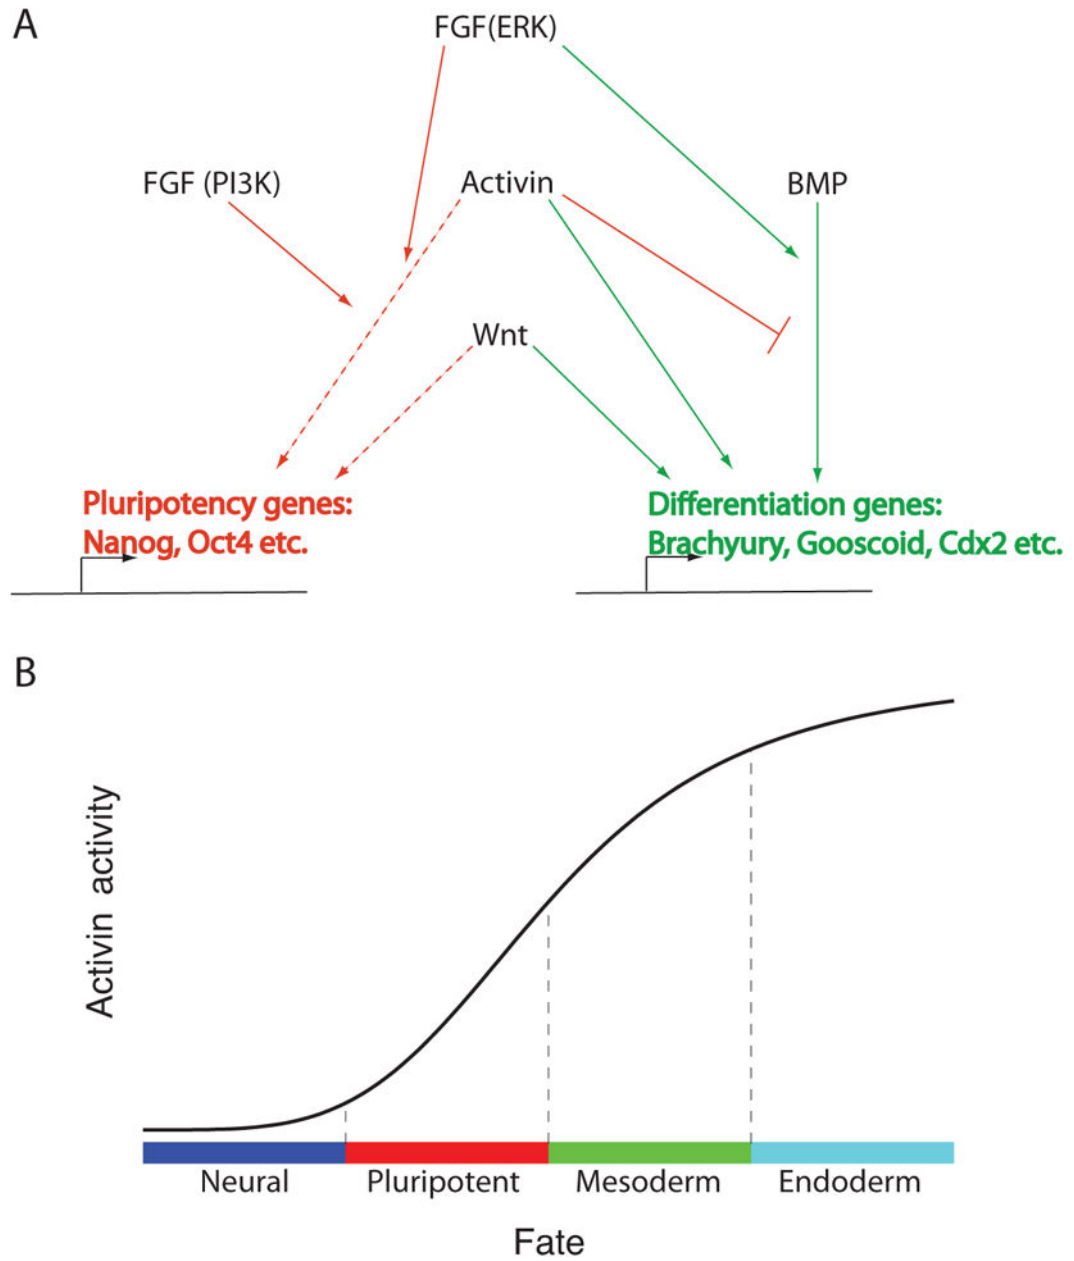 A
FGF(ERK)
FGF (PI3K)
Activin
BMP
Wnt
Pluripotency genes:
Nanog, Oct4 etc.
Differentiation genes:
Brachyury, Gooscoid, Cdx2 etc.
B
Activin activity
Neural
Pluripotent
Mesoderm
Endoderm
Fate